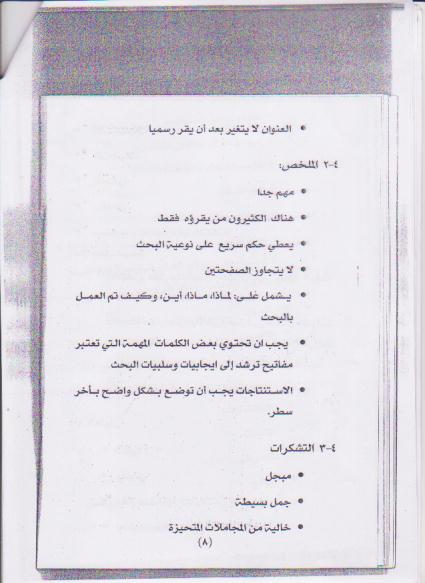 • العنوان لا يتغير بعد أن يقر رسميا
٤-٢ الملخص:
• مهم جدا
• هناك الكثيرون من يقرؤه فقط
• يعطي حكم سريع على نوعية البحث
• لا يتجاوز الصفحتين
• يشمل على: لماذا، ماذا، أين، وكيف تم العمل
بالبحث
• يجب ان تحتوي بعض الكلمات المهمة التي تعتبر
مفاتيح ترشد إلى ايجابيات وسلبيات البحث
• الاستنتاجات يجب أن توضع بشكل واضح بأخر
سطر.
٤-٣ التشكرات
• مبجل
• جمل بسيطة
• خالية من المجاملات المتحيزة
(٨)